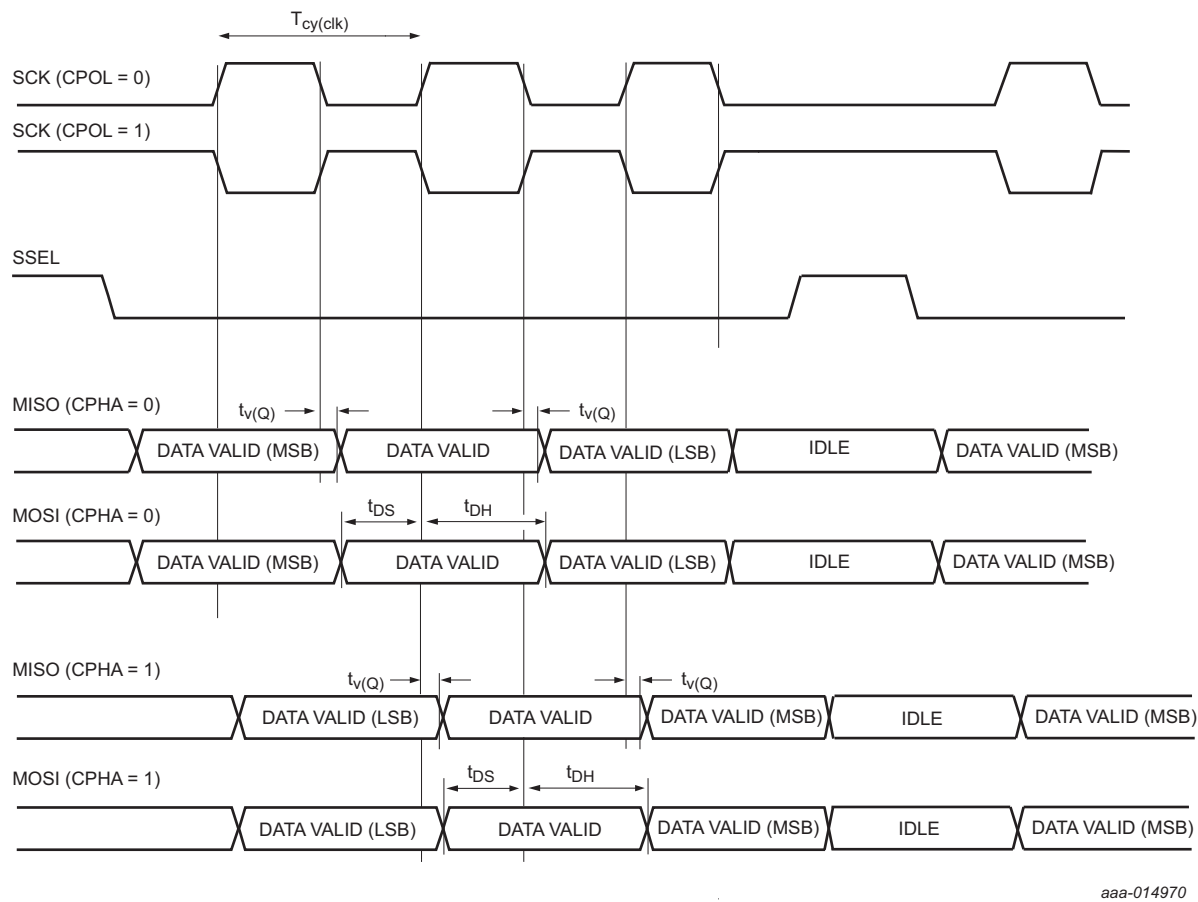 Tcy(clk)
SCK (CPOL = 0)
SCK (CPOL = 1)
SSEL
MISO (CPHA = 0)
tv(Q) tv(Q)
DATA VALID (MSB) DATA VALID DATA VALID (LSB) IDLE DATA VALID (MSB)
tDS tDH
MOSI (CPHA = 0)
DATA VALID (MSB) DATA VALID DATA VALID (LSB) IDLE DATA VALID (MSB)
MISO (CPHA = 1)
tv(Q) tv(Q)
DATA VALID (LSB) DATA VALID DATA VALID (MSB) IDLE DATA VALID (MSB)
tDS tDH
MOSI (CPHA = 1)
DATA VALID (LSB) DATA VALID DATA VALID (MSB) IDLE DATA VALID (MSB)
aaa-014970